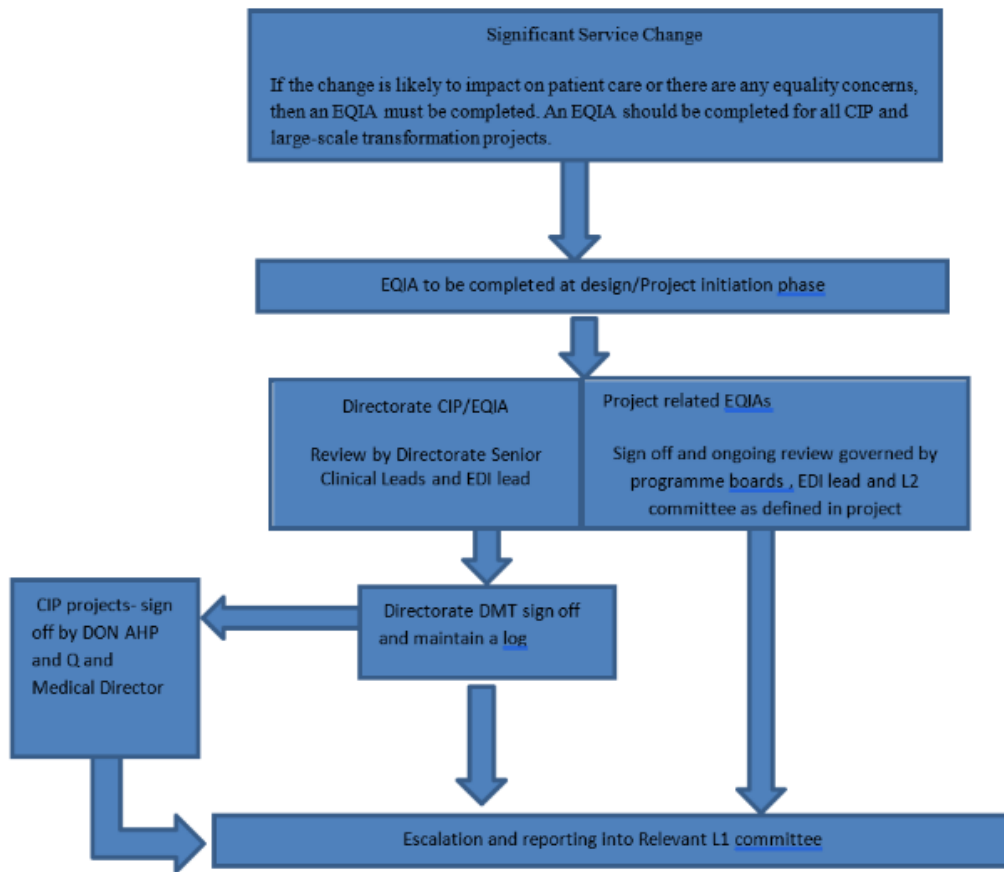 Significant Service Change
If the change is likely to impact on patient care or there are any equality concerns,
then an EQIA must be completed. An EQIA should be completed for all CIP and
large-scale transformation projects.
EQIA to be completed at design/Project initiation phase
Directorate CIP/EQIA
Review by Directorate Senior
Clinical Leads and EDI lead
Project related EQIAs
Sign off and ongoing review governed by
programme boards , EDI lead and L2
committee as defined in project
CIP projects- sign
off by DON AHP
and Q and
Medical Director
Directorate DMT sign off
and maintain a log
Escalation and reporting into Relevant L1 committee